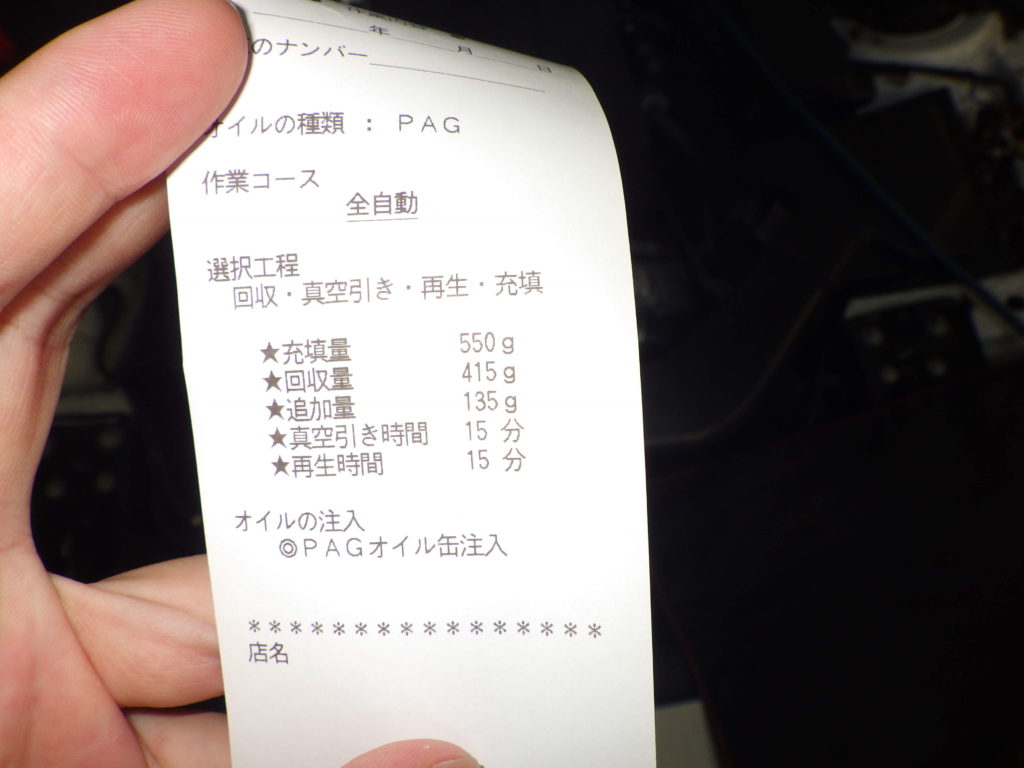 年 月 日
のナンバー
オイルの種類 : PAG
作業コース
全自動
選択工程
回収・真空引き・再生・充填
★充填量 550g
★回収量 415g
★追加量 135g
★真空引き時間 15 分
★再生時間 15 分
オイルの注入
◎PAGオイル缶注入
****************
店名